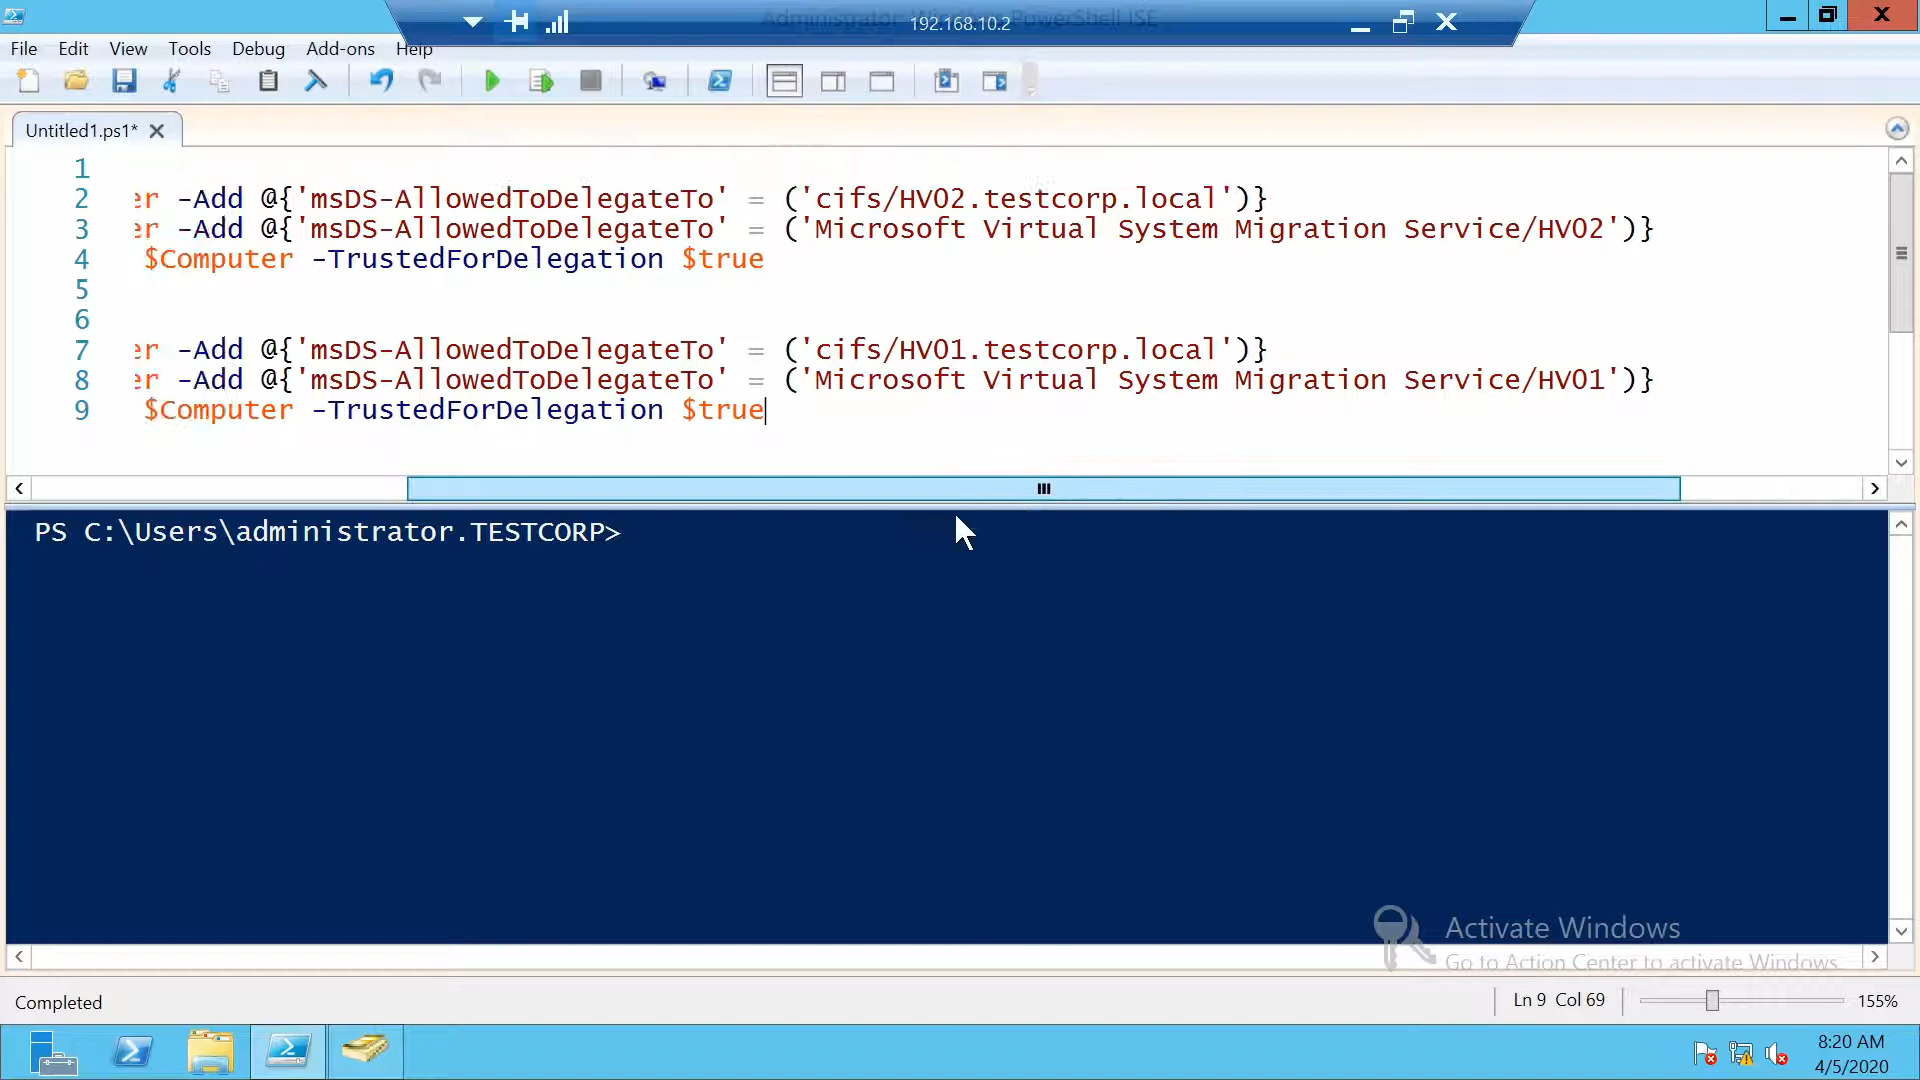 Administrator: Windows PowerShell ISE
192.168.10.2
File Edit View Tools Debug Add-ons Help
Untitled1.ps1*
1
2 er -Add @{'msDS-AllowedToDelegateTo' = ('cifs/HV02.testcorp.local')}
3 er -Add @{'msDS-AllowedToDelegateTo' = ('Microsoft Virtual System Migration Service/HV02')}
4 $Computer -TrustedForDelegation $true
5
6
7 er -Add @{'msDS-AllowedToDelegateTo' = ('cifs/HV01.testcorp.local')}
8 er -Add @{'msDS-AllowedToDelegateTo' = ('Microsoft Virtual System Migration Service/HV01')}
9 $Computer -TrustedForDelegation $true
PS C:\Users\administrator.TESTCORP>
Activate Windows
Go to Action Center to activate Windows.
Completed
Ln 9 Col 69
155%
8:20 AM
4/5/2020